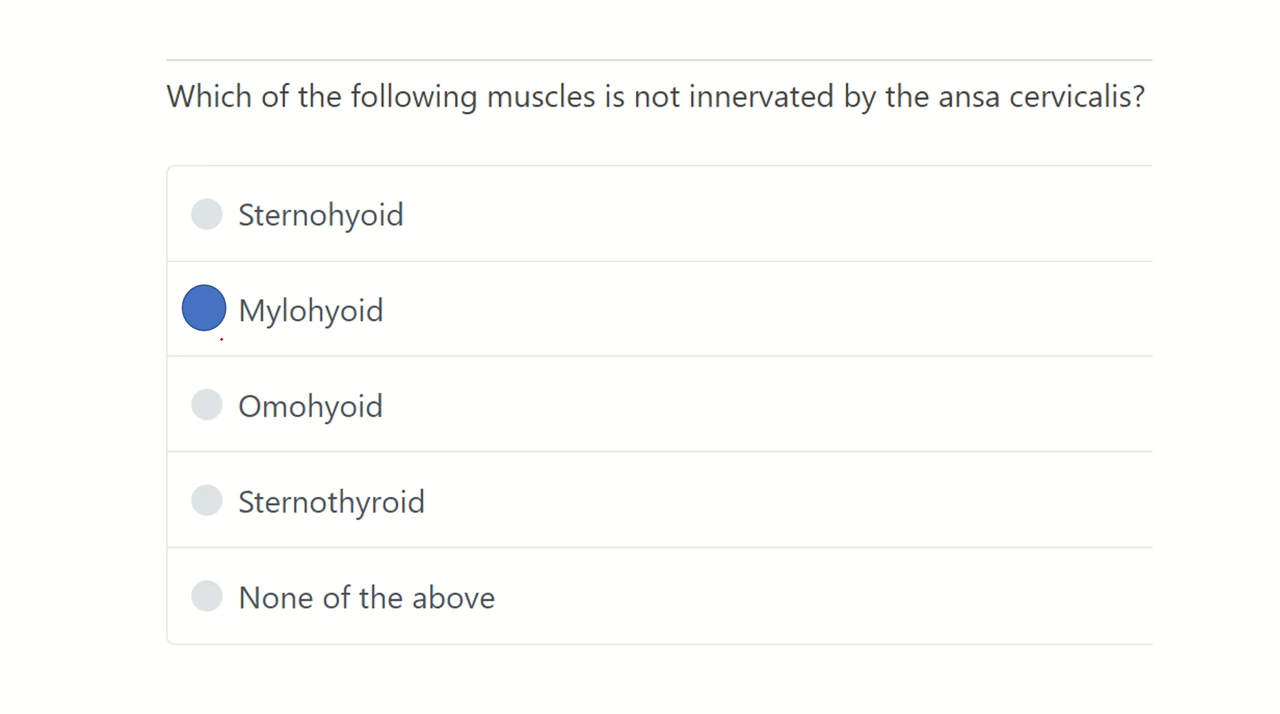 Which of the following muscles is not innervated by the ansa cervicalis?
Sternohyoid
Mylohyoid
Omohyoid
Sternothyroid
None of the above